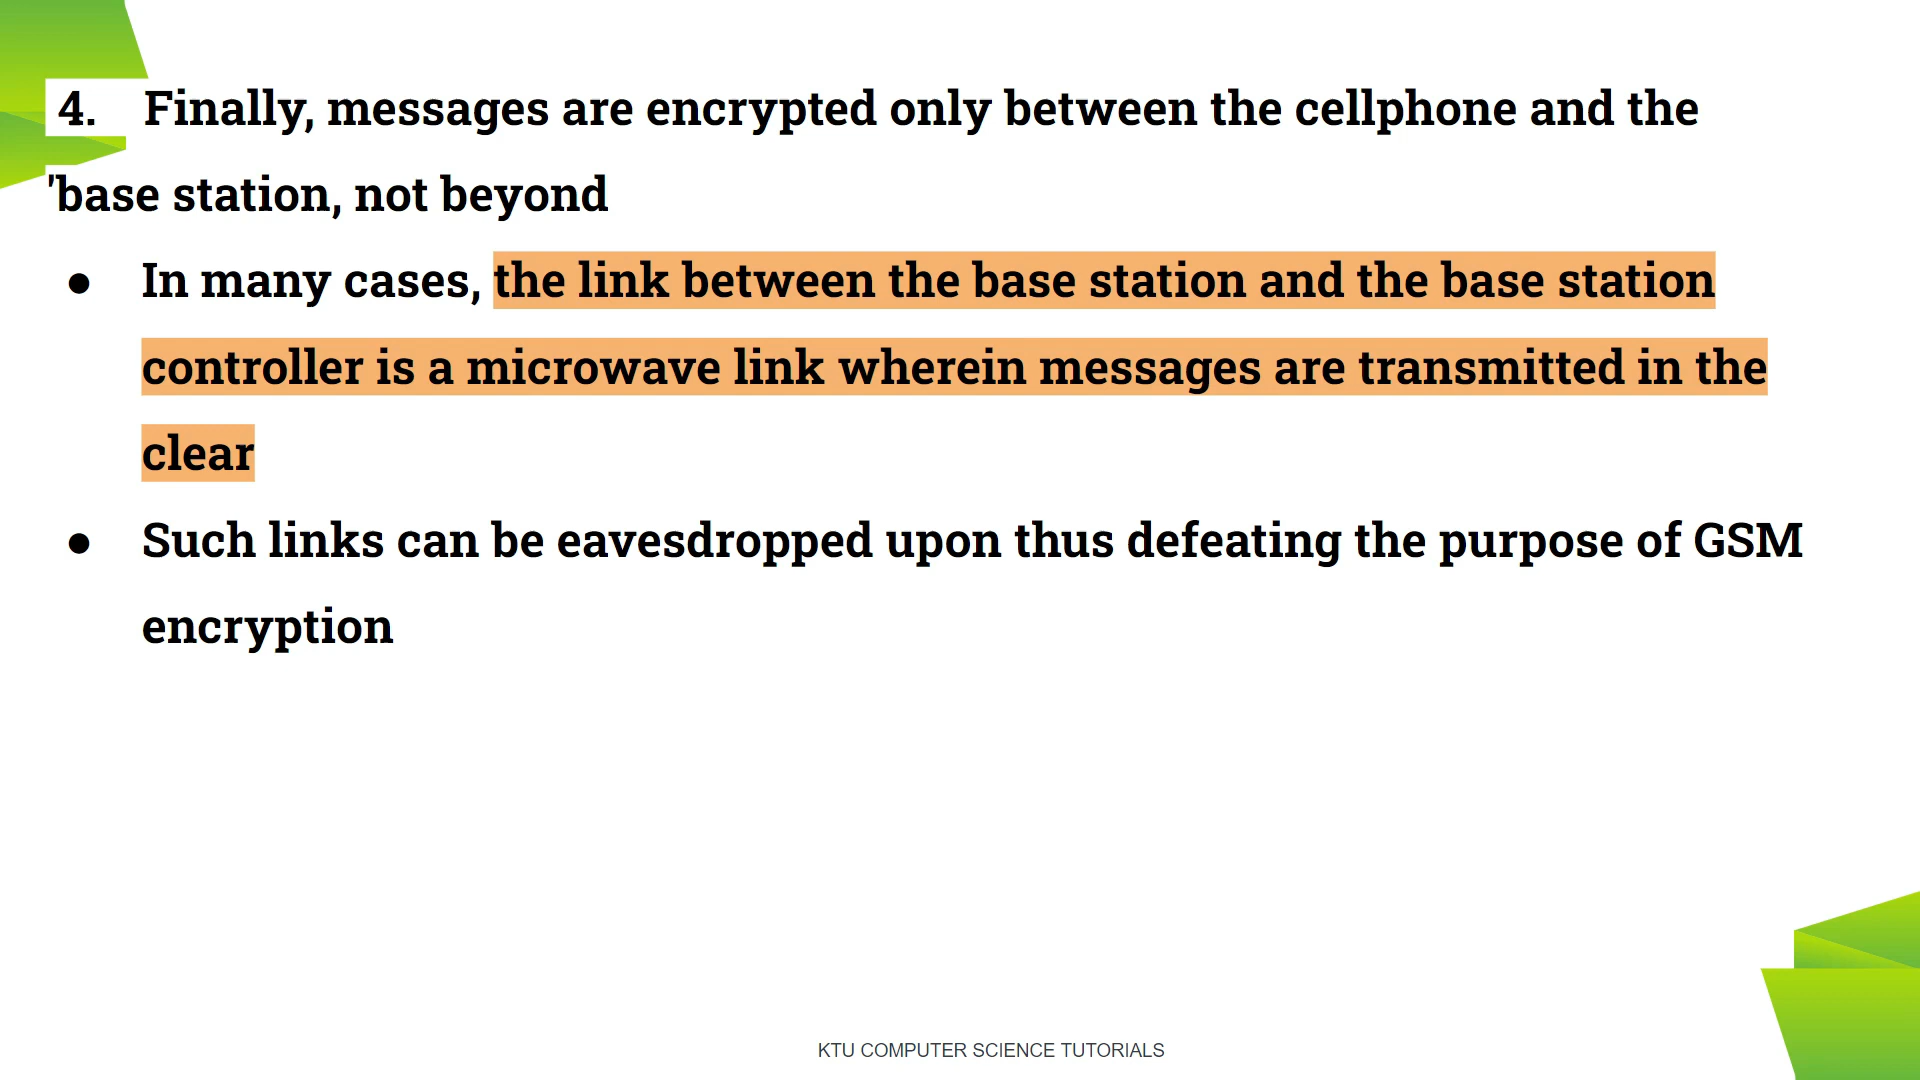 4. Finally, messages are encrypted only between the cellphone and the
"base station, not beyond
● In many cases, the link between the base station and the base station
controller is a microwave link wherein messages are transmitted in the
clear
● Such links can be eavesdropped upon thus defeating the purpose of GSM
encryption
KTU COMPUTER SCIENCE TUTORIALS